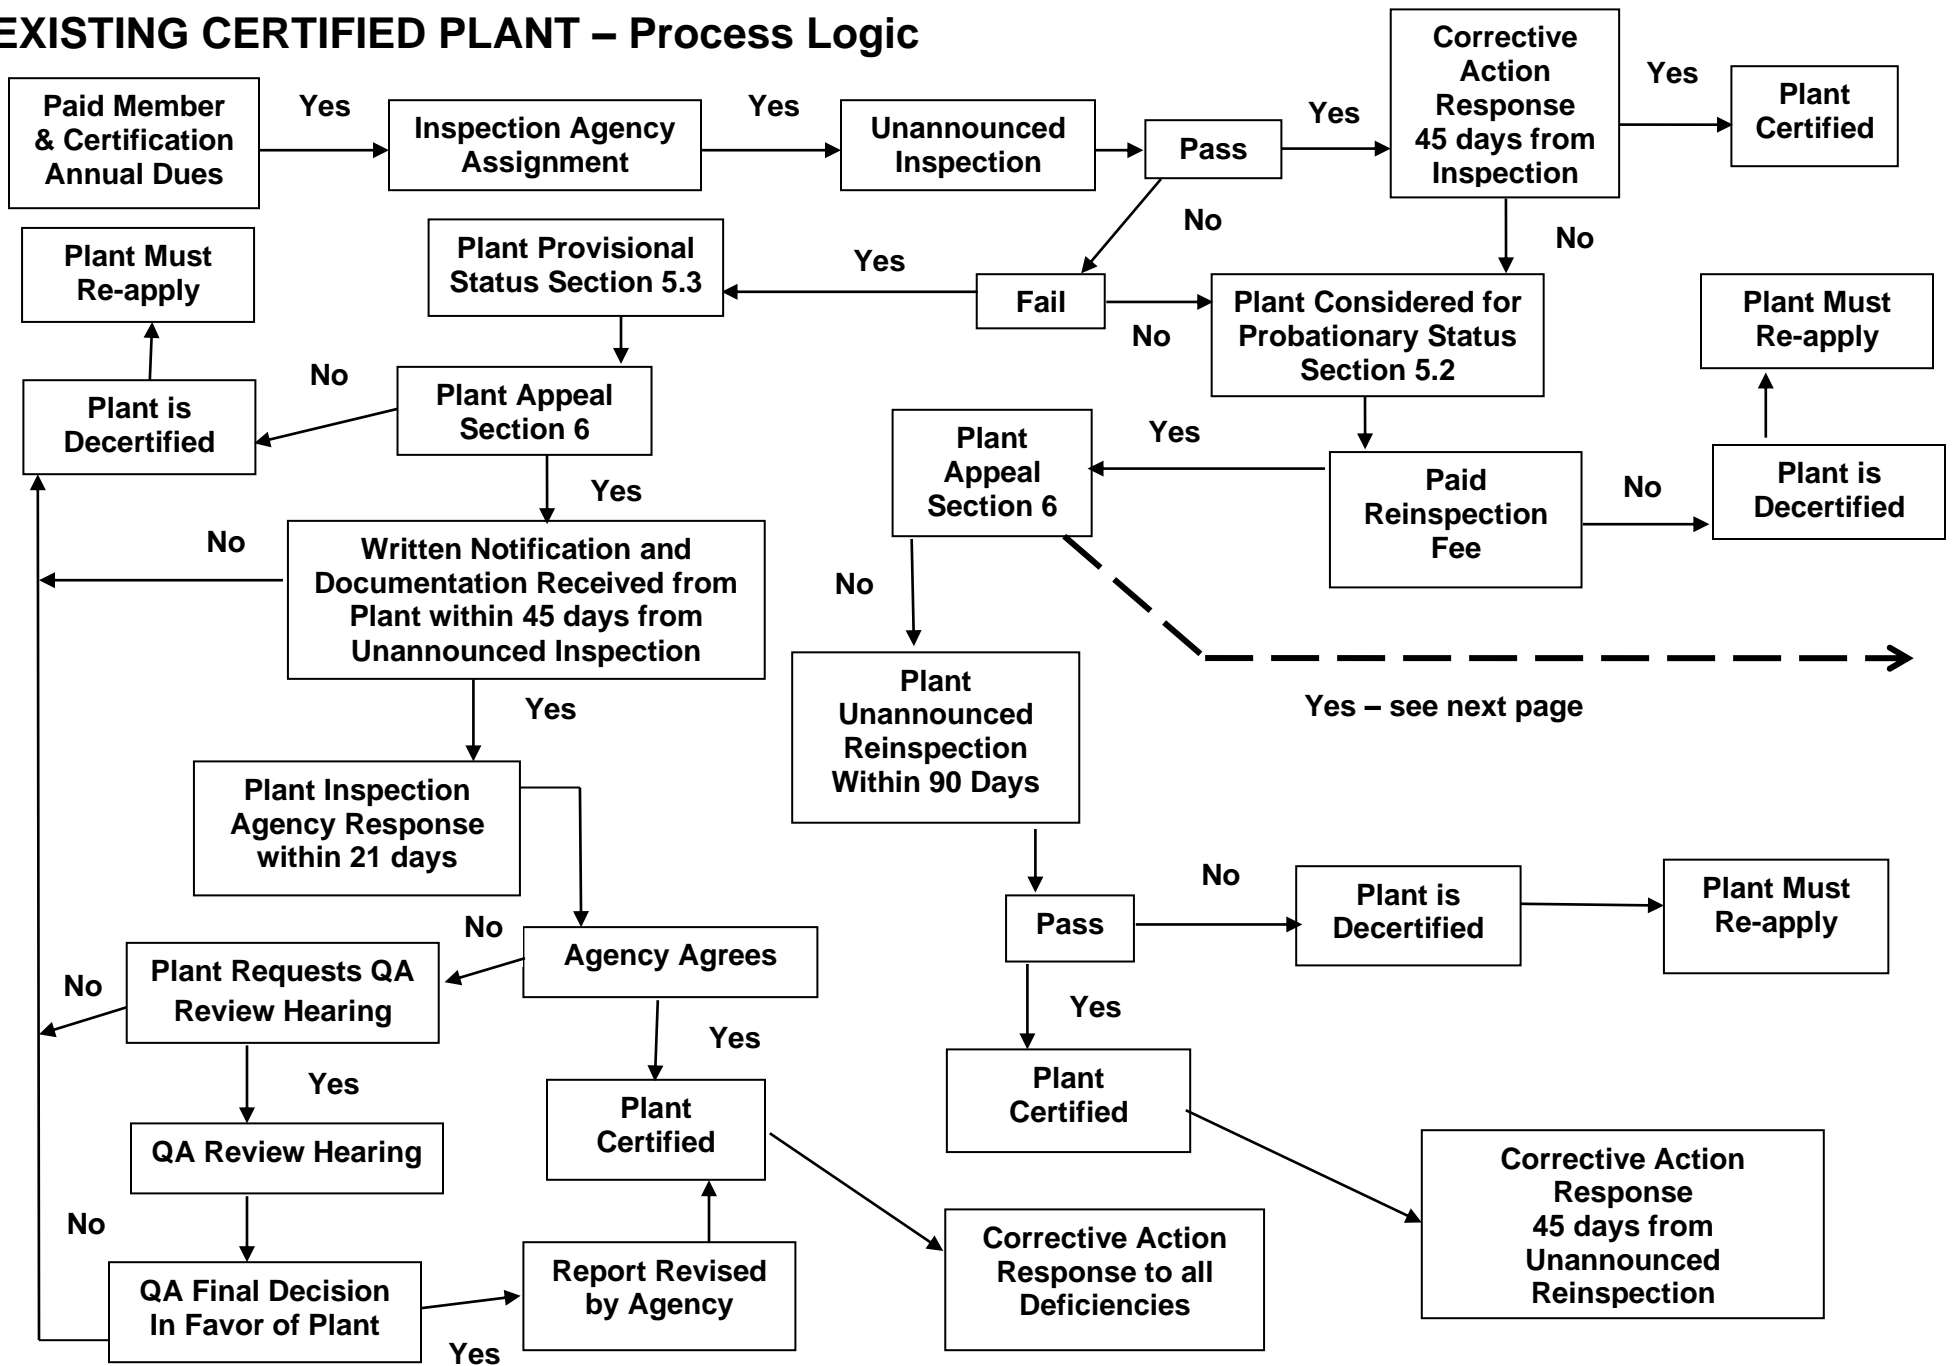 EXISTING CERTIFIED PLANT – Process Logic
Paid Member
& Certification
Annual Dues
Yes
Inspection Agency
Assignment
Yes
Unannounced
Inspection
Pass
Yes
Corrective
Action
Response
45 days from
Inspection
Yes
Plant
Certified
No
No
Plant Must
Re-apply
Plant Provisional
Status Section 5.3
Yes
Fail
No
Plant Considered for
Probationary Status
Section 5.2
Plant Must
Re-apply
Plant is
Decertified
No
Plant Appeal
Section 6
Yes
Plant
Appeal
Section 6
Yes
Paid
Reinspection
Fee
No
Plant is
Decertified
No
Written Notification and
Documentation Received from
Plant within 45 days from
Unannounced Inspection
No
Yes – see next page
Yes
Plant
Unannounced
Reinspection
Within 90 Days
Plant Inspection
Agency Response
within 21 days
No
Agency Agrees
Pass
No
Plant is
Decertified
Plant Must
Re-apply
No
Plant Requests QA
Review Hearing
Yes
Yes
Yes
Plant
Certified
Plant
Certified
QA Review Hearing
No
Corrective Action
Response
45 days from
Unannounced
Reinspection
QA Final Decision
In Favor of Plant
Yes
Report Revised
by Agency
Corrective Action
Response to all
Deficiencies